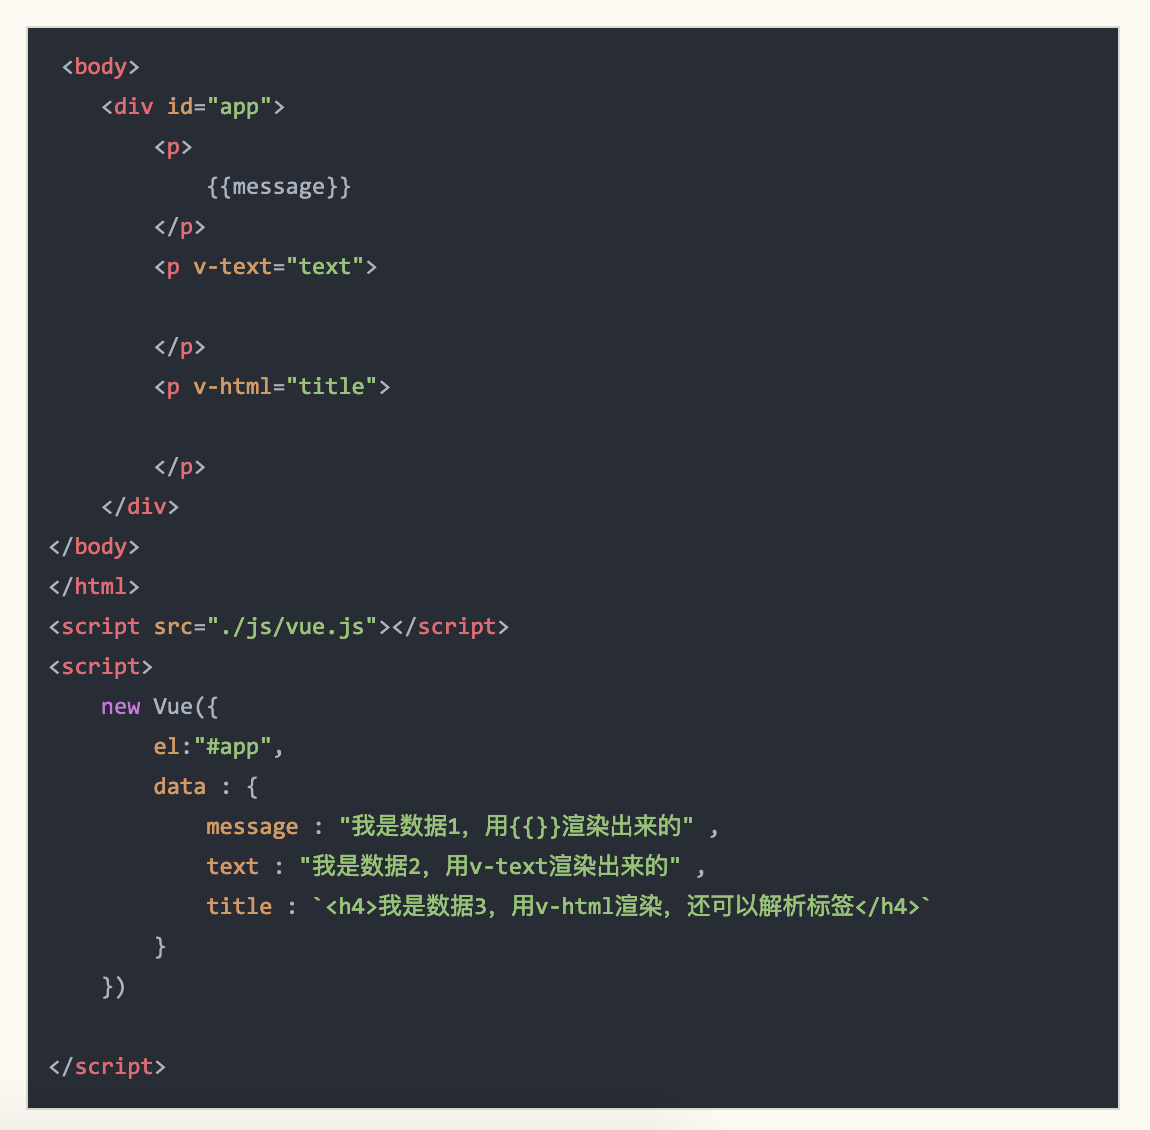 <body>
<div id="app">
<p>
{{message}}
</p>
<p v-text="text">
</p>
<p v-html="title">
</p>
</div>
</body>
</html>
<script src="./js/vue.js"></script>
<script>
new Vue({
el:"#app",
data : {
message : "我是数据1，用{{}}渲染出来的" ,
text : "我是数据2，用v-text渲染出来的" ,
title : `<h4>我是数据3，用v-html渲染，还可以解析标签</h4>`
}
})
</script>